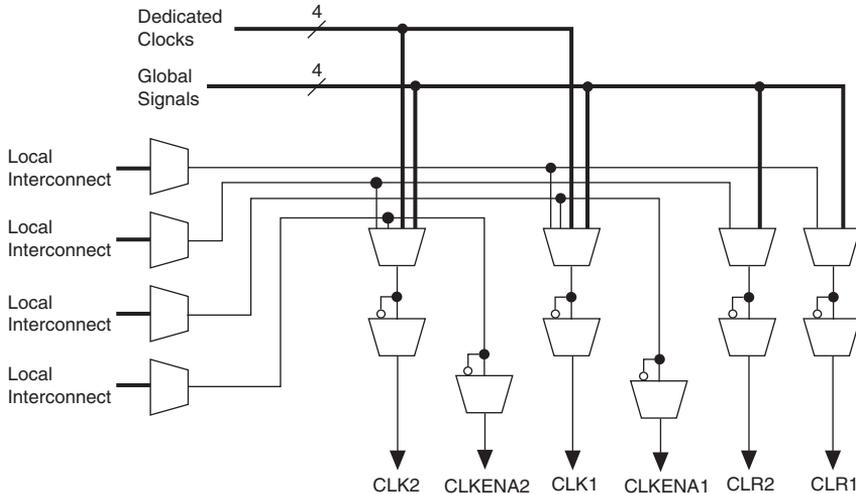 Dedicated
Clocks
4
Global
Signals
4
Local
Interconnect
Local
Interconnect
Local
Interconnect
Local
Interconnect
CLK2
CLKENA2
CLK1
CLKENA1
CLR2
CLR1